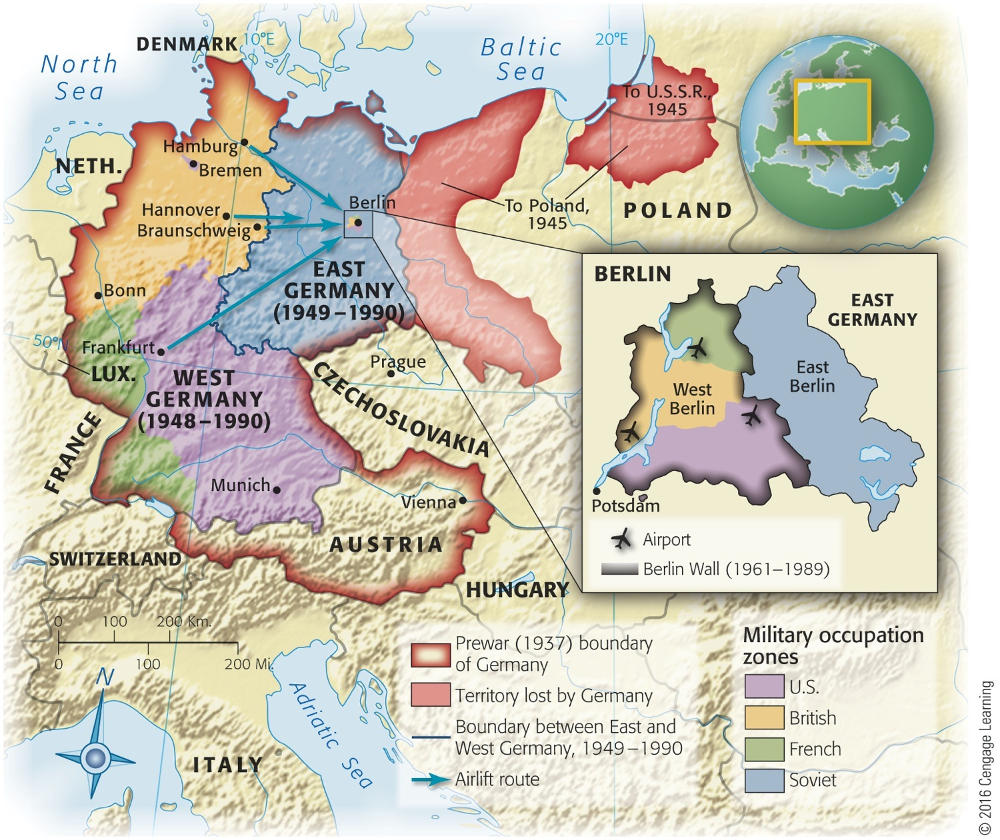 DENMARK
10°E
20°E
North
Sea
Baltic
Sea
To U.S.S.R.,
1945
Hamburg
NETH.
Bremen
Hannover
Berlin
Braunschweig
To Poland,
1945
POLAND
EAST
GERMANY
(1949–1990)
Bonn
50°N
Frankfurt
LUX.
Prague
WEST
GERMANY
(1948–1990)
CZECHOSLOVAKIA
FRANCE
Munich
Vienna
AUSTRIA
SWITZERLAND
HUNGARY
BERLIN
EAST
GERMANY
East
Berlin
West
Berlin
Potsdam
Airport
Berlin Wall (1961–1989)
0 100 200 Km.
0 100 200 Mi.
N
Adriatic Sea
ITALY
Prewar (1937) boundary
of Germany
Territory lost by Germany
Boundary between East and
West Germany, 1949–1990
Airlift route
Military occupation
zones
U.S.
British
French
Soviet
© 2016 Cengage Learning